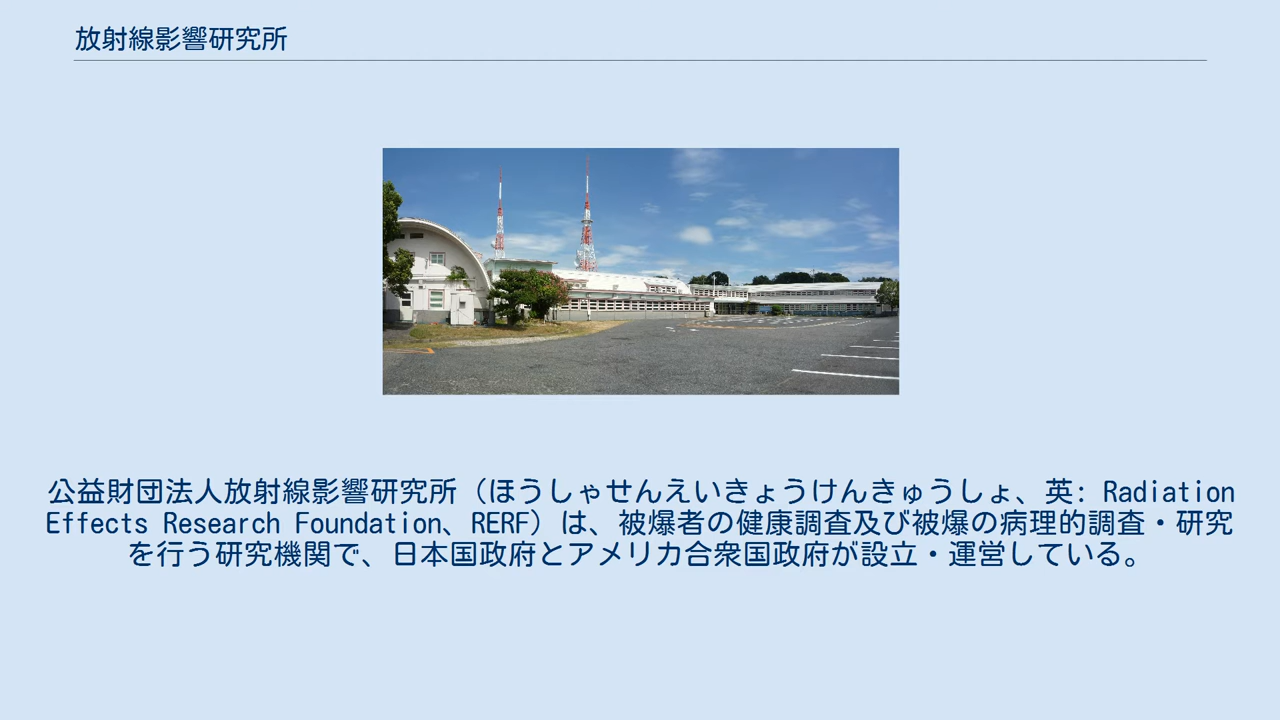 放射線影響研究所
公益財団法人放射線影響研究所（ほうしゃせんえいきょうけんきゅうしょ、英: Radiation
Effects Research Foundation、RERF）は、被爆者の健康調査及び被爆の病理的調査・研究
を行う研究機関で、日本国政府とアメリカ合衆国政府が設立・運営している。